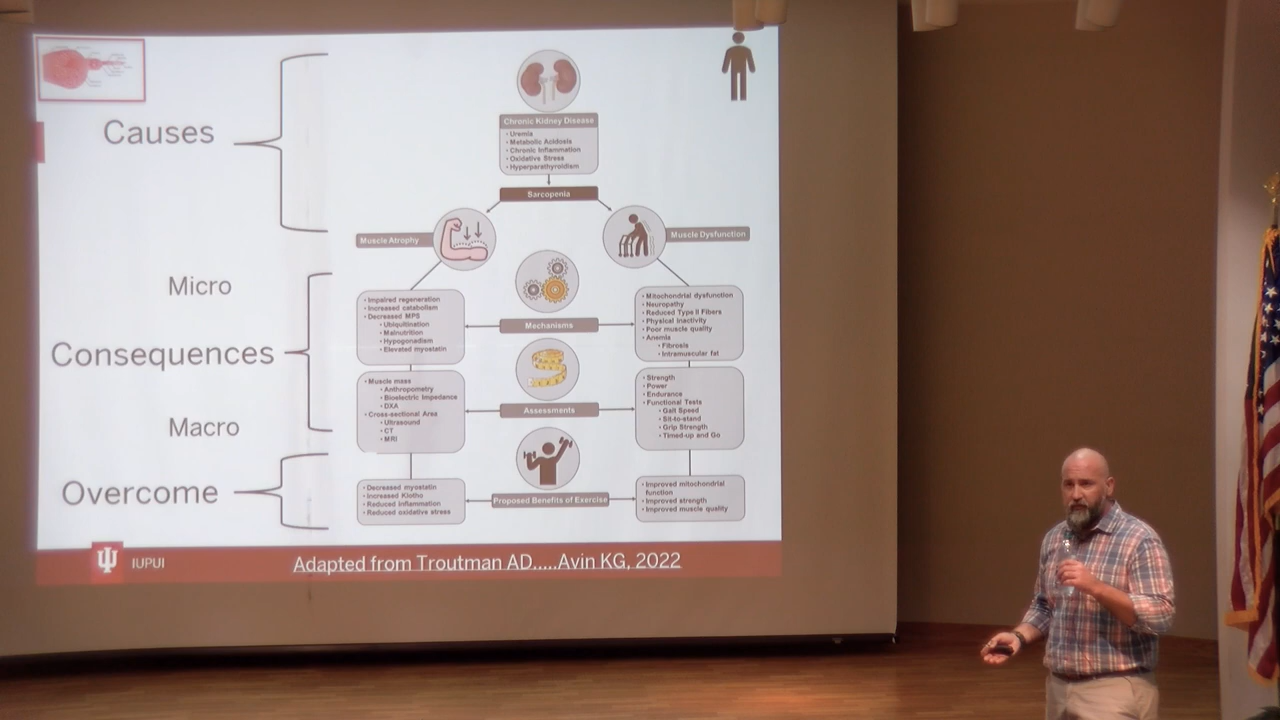 Causes
Chronic Kidney Disease
• Uremia
• Metabolic Acidosis
• Chronic Inflammation
• Oxidative Stress
• Hyperparathyroidism
Sarcopenia
Muscle Atrophy
Muscle Dysfunction
Micro
Consequences
Macro
• Impaired regeneration
• Increased catabolism
• Decreased MPS
• Ubiquitination
• Malnutrition
• Hypogonadism
• Elevated myostatin
Mechanisms
• Mitochondrial dysfunction
• Neuropathy
• Reduced Type II Fibers
• Physical inactivity
• Poor muscle quality
• Anemia
• Fibrosis
• Intramuscular fat
• Muscle mass
• Anthropometry
• Bioelectric Impedance
• DXA
• Cross-sectional Area
• Ultrasound
• CT
• MRI
Assessments
• Strength
• Power
• Endurance
• Functional Tests
• Gait Speed
• Sit-to-stand
• Grip Strength
• Timed-up and Go
Overcome
• Decreased myostatin
• Increased Klotho
• Reduced Inflammation
• Reduced oxidative stress
Proposed Benefits of Exercise
• Improved mitochondrial
function
• Improved strength
• Improved muscle quality
IUPUI
Adapted from Troutman AD.....Avin KG, 2022